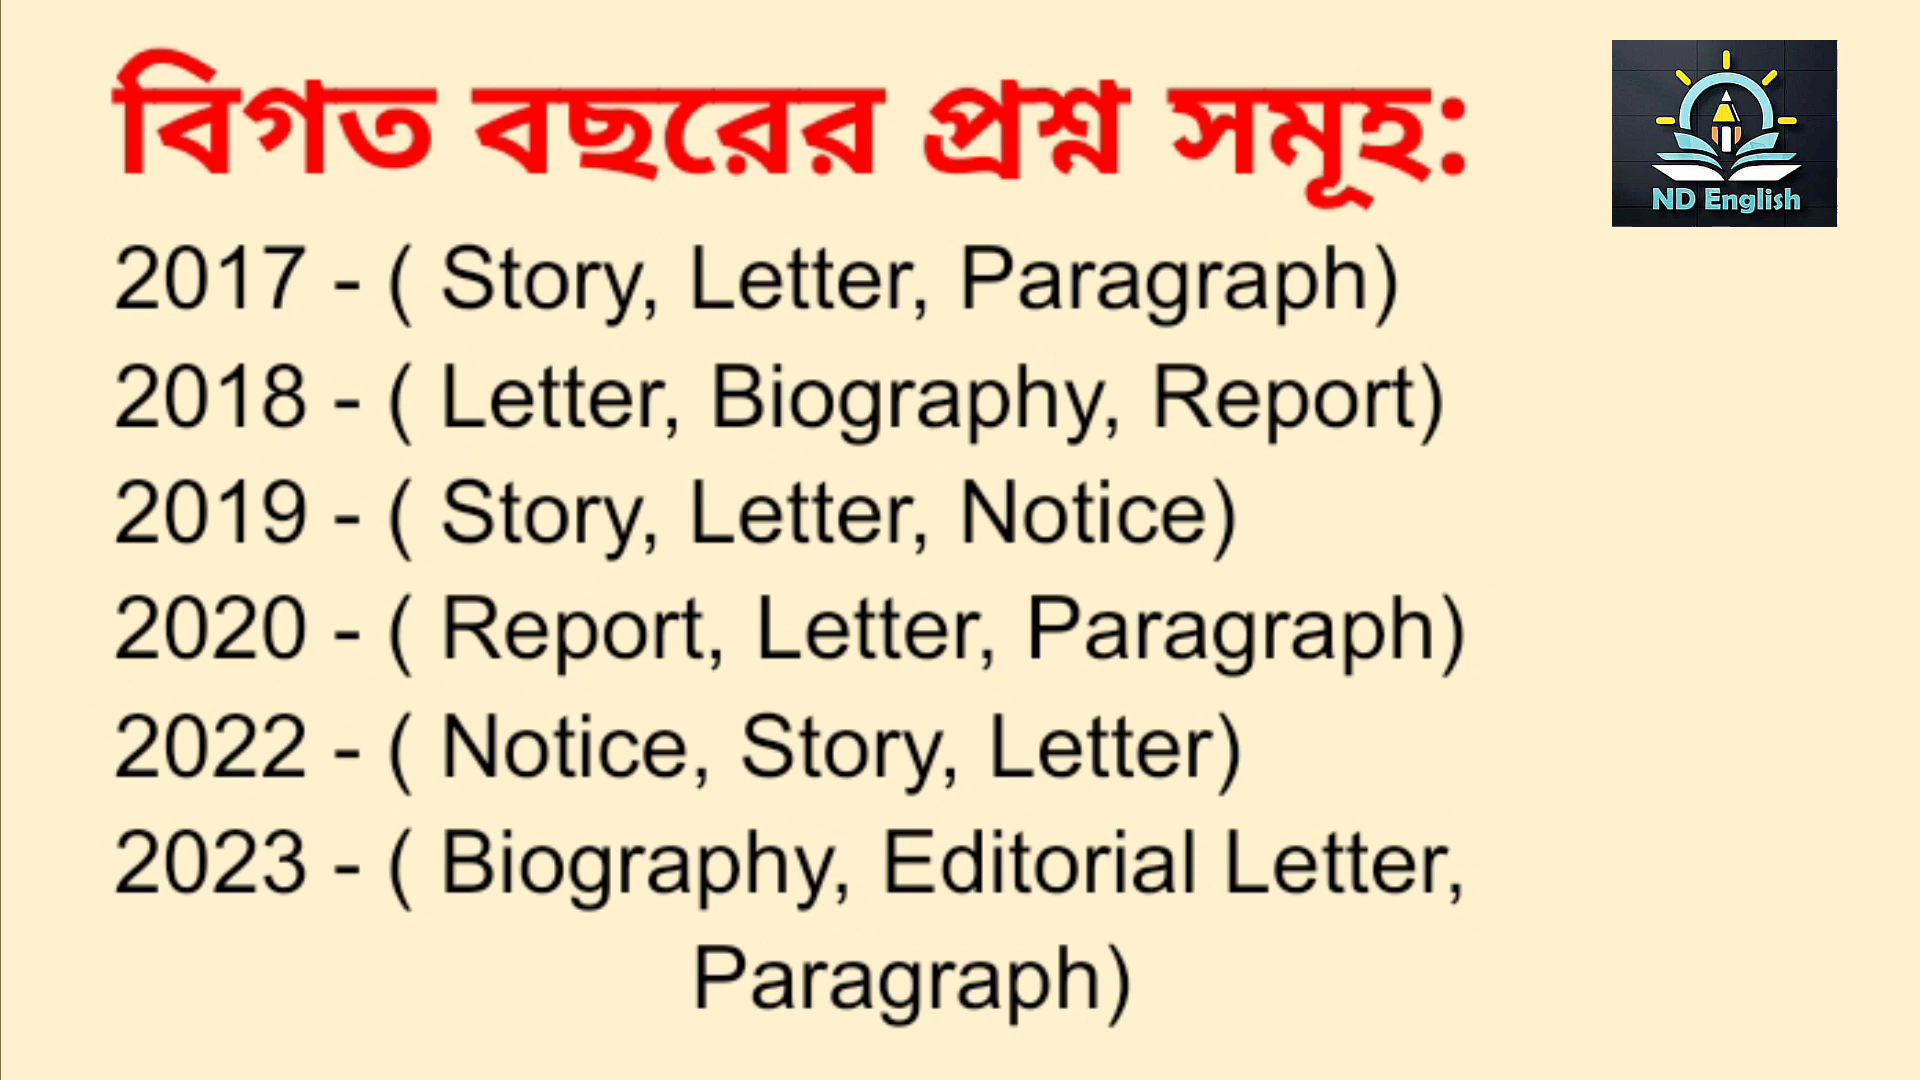 বিগত বছরের প্রশ্ন সমূহ:
ND English
2017 - ( Story, Letter, Paragraph)
2018 - ( Letter, Biography, Report)
2019 - ( Story, Letter, Notice)
2020 - ( Report, Letter, Paragraph)
2022 - ( Notice, Story, Letter)
2023 - ( Biography, Editorial Letter,
Paragraph)